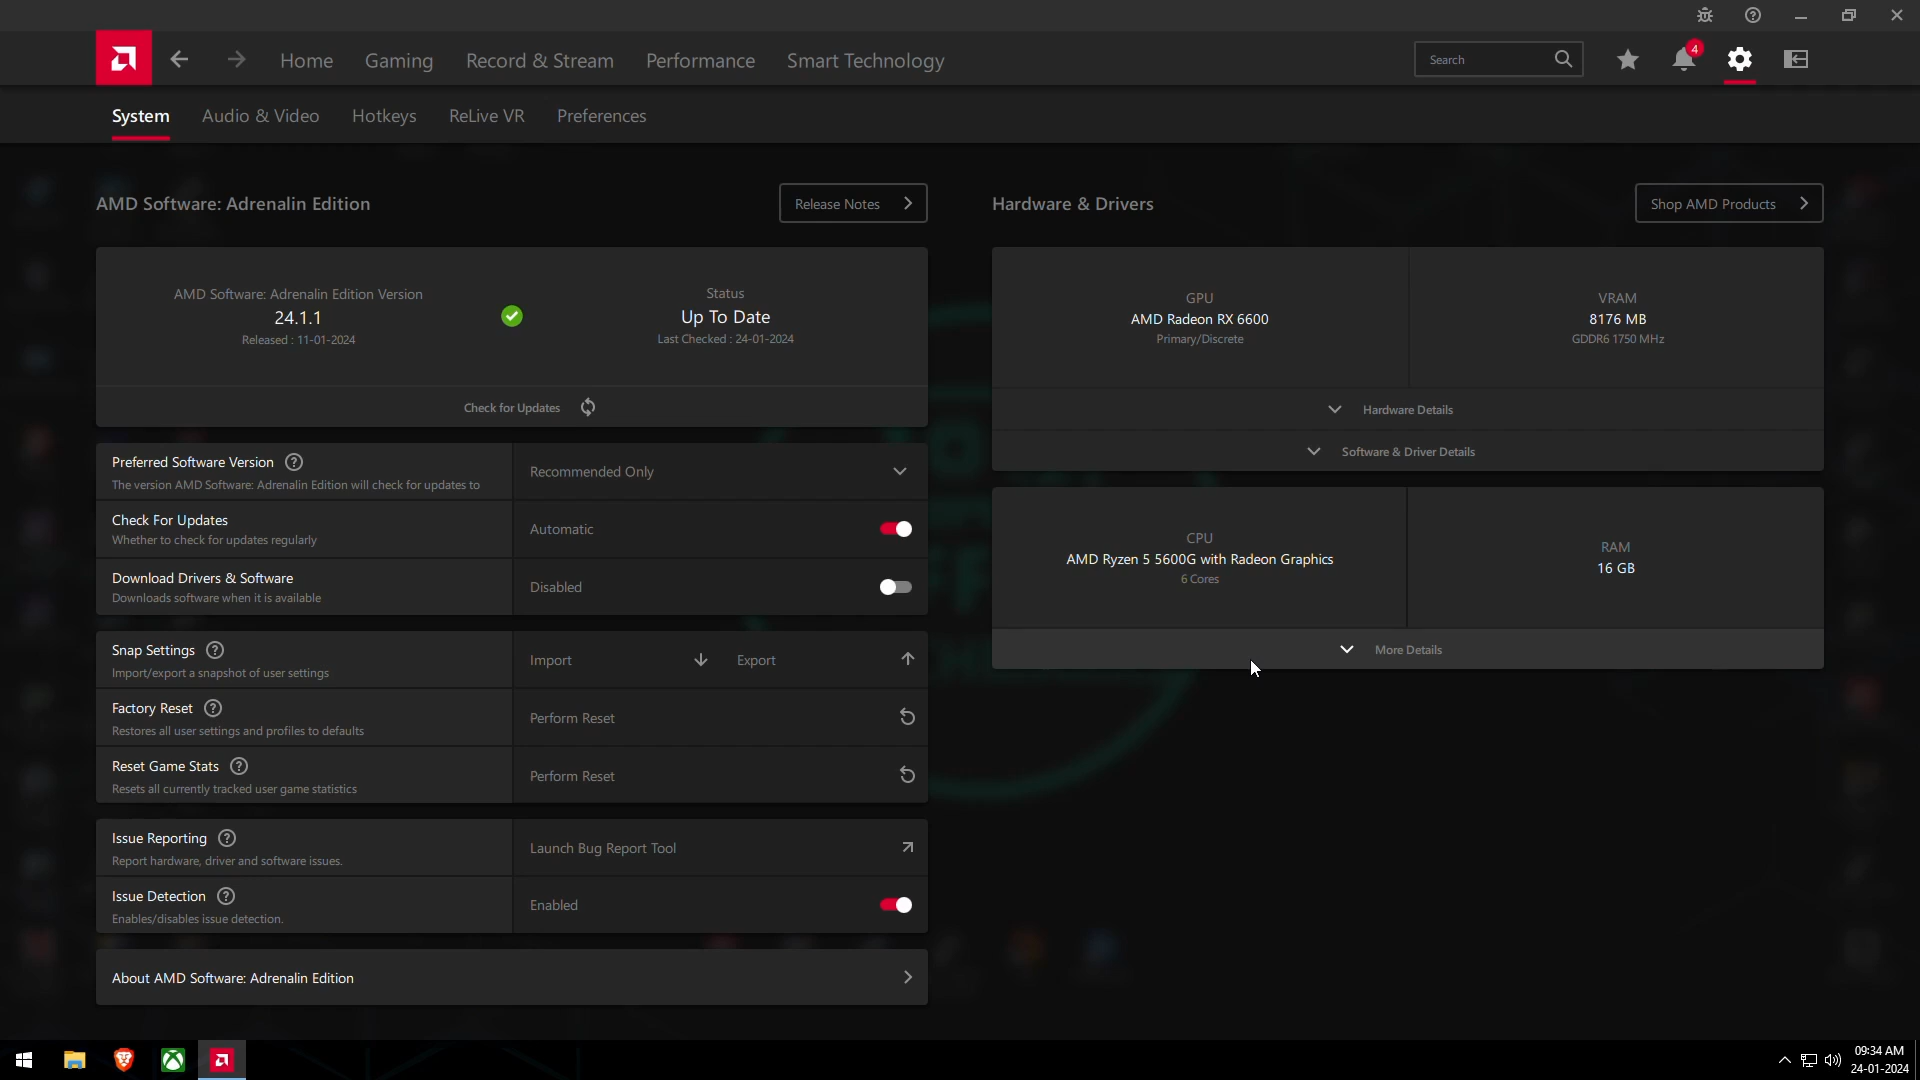 4
Home
Gaming
Record & Stream
Performance
Smart Technology
Search
System
Audio & Video
Hotkeys
ReLive VR
Preferences
AMD Software: Adrenalin Edition
Release Notes
AMD Software: Adrenalin Edition Version
24.1.1
Released : 11-01-2024
Status
Up To Date
Last Checked : 24-01-2024
Check for Updates
Preferred Software Version
The version AMD Software: Adrenalin Edition will check for updates to
Recommended Only
Check For Updates
Whether to check for updates regularly
Automatic
Download Drivers & Software
Downloads software when it is available
Disabled
Snap Settings
Import/export a snapshot of user settings
Import
Export
Factory Reset
Restores all user settings and profiles to defaults
Perform Reset
Reset Game Stats
Resets all currently tracked user game statistics
Perform Reset
Issue Reporting
Report hardware, driver and software issues.
Launch Bug Report Tool
Issue Detection
Enables/disables issue detection.
Enabled
About AMD Software: Adrenalin Edition
Hardware & Drivers
Shop AMD Products
GPU
AMD Radeon RX 6600
Primary/Discrete
VRAM
8176 MB
GDDR6 1750 MHz
Hardware Details
Software & Driver Details
CPU
AMD Ryzen 5 5600G with Radeon Graphics
6 Cores
RAM
16 GB
More Details
09:34 AM
24-01-2024